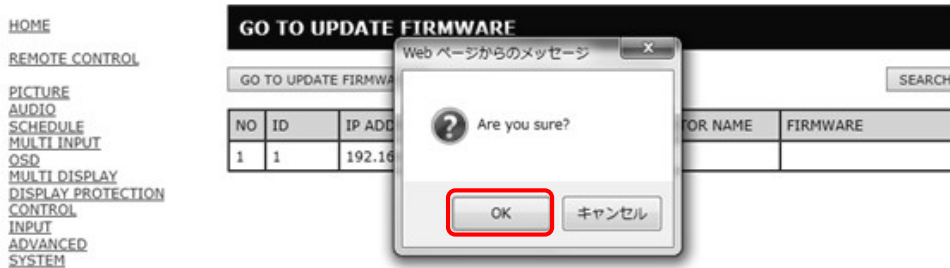 HOME
REMOTE CONTROL
PICTURE
AUDIO
SCHEDULE
MULTI INPUT
OSD
MULTI DISPLAY
DISPLAY PROTECTION
CONTROL
INPUT
ADVANCED
SYSTEM
GO TO UPDATE FIRMWARE
GO TO UPDATE FIRMWA
SEARCH
NO ID IP ADD TOR NAME FIRMWARE
1 1 192.16
Web ページからのメッセージ
Are you sure?
OK キャンセル